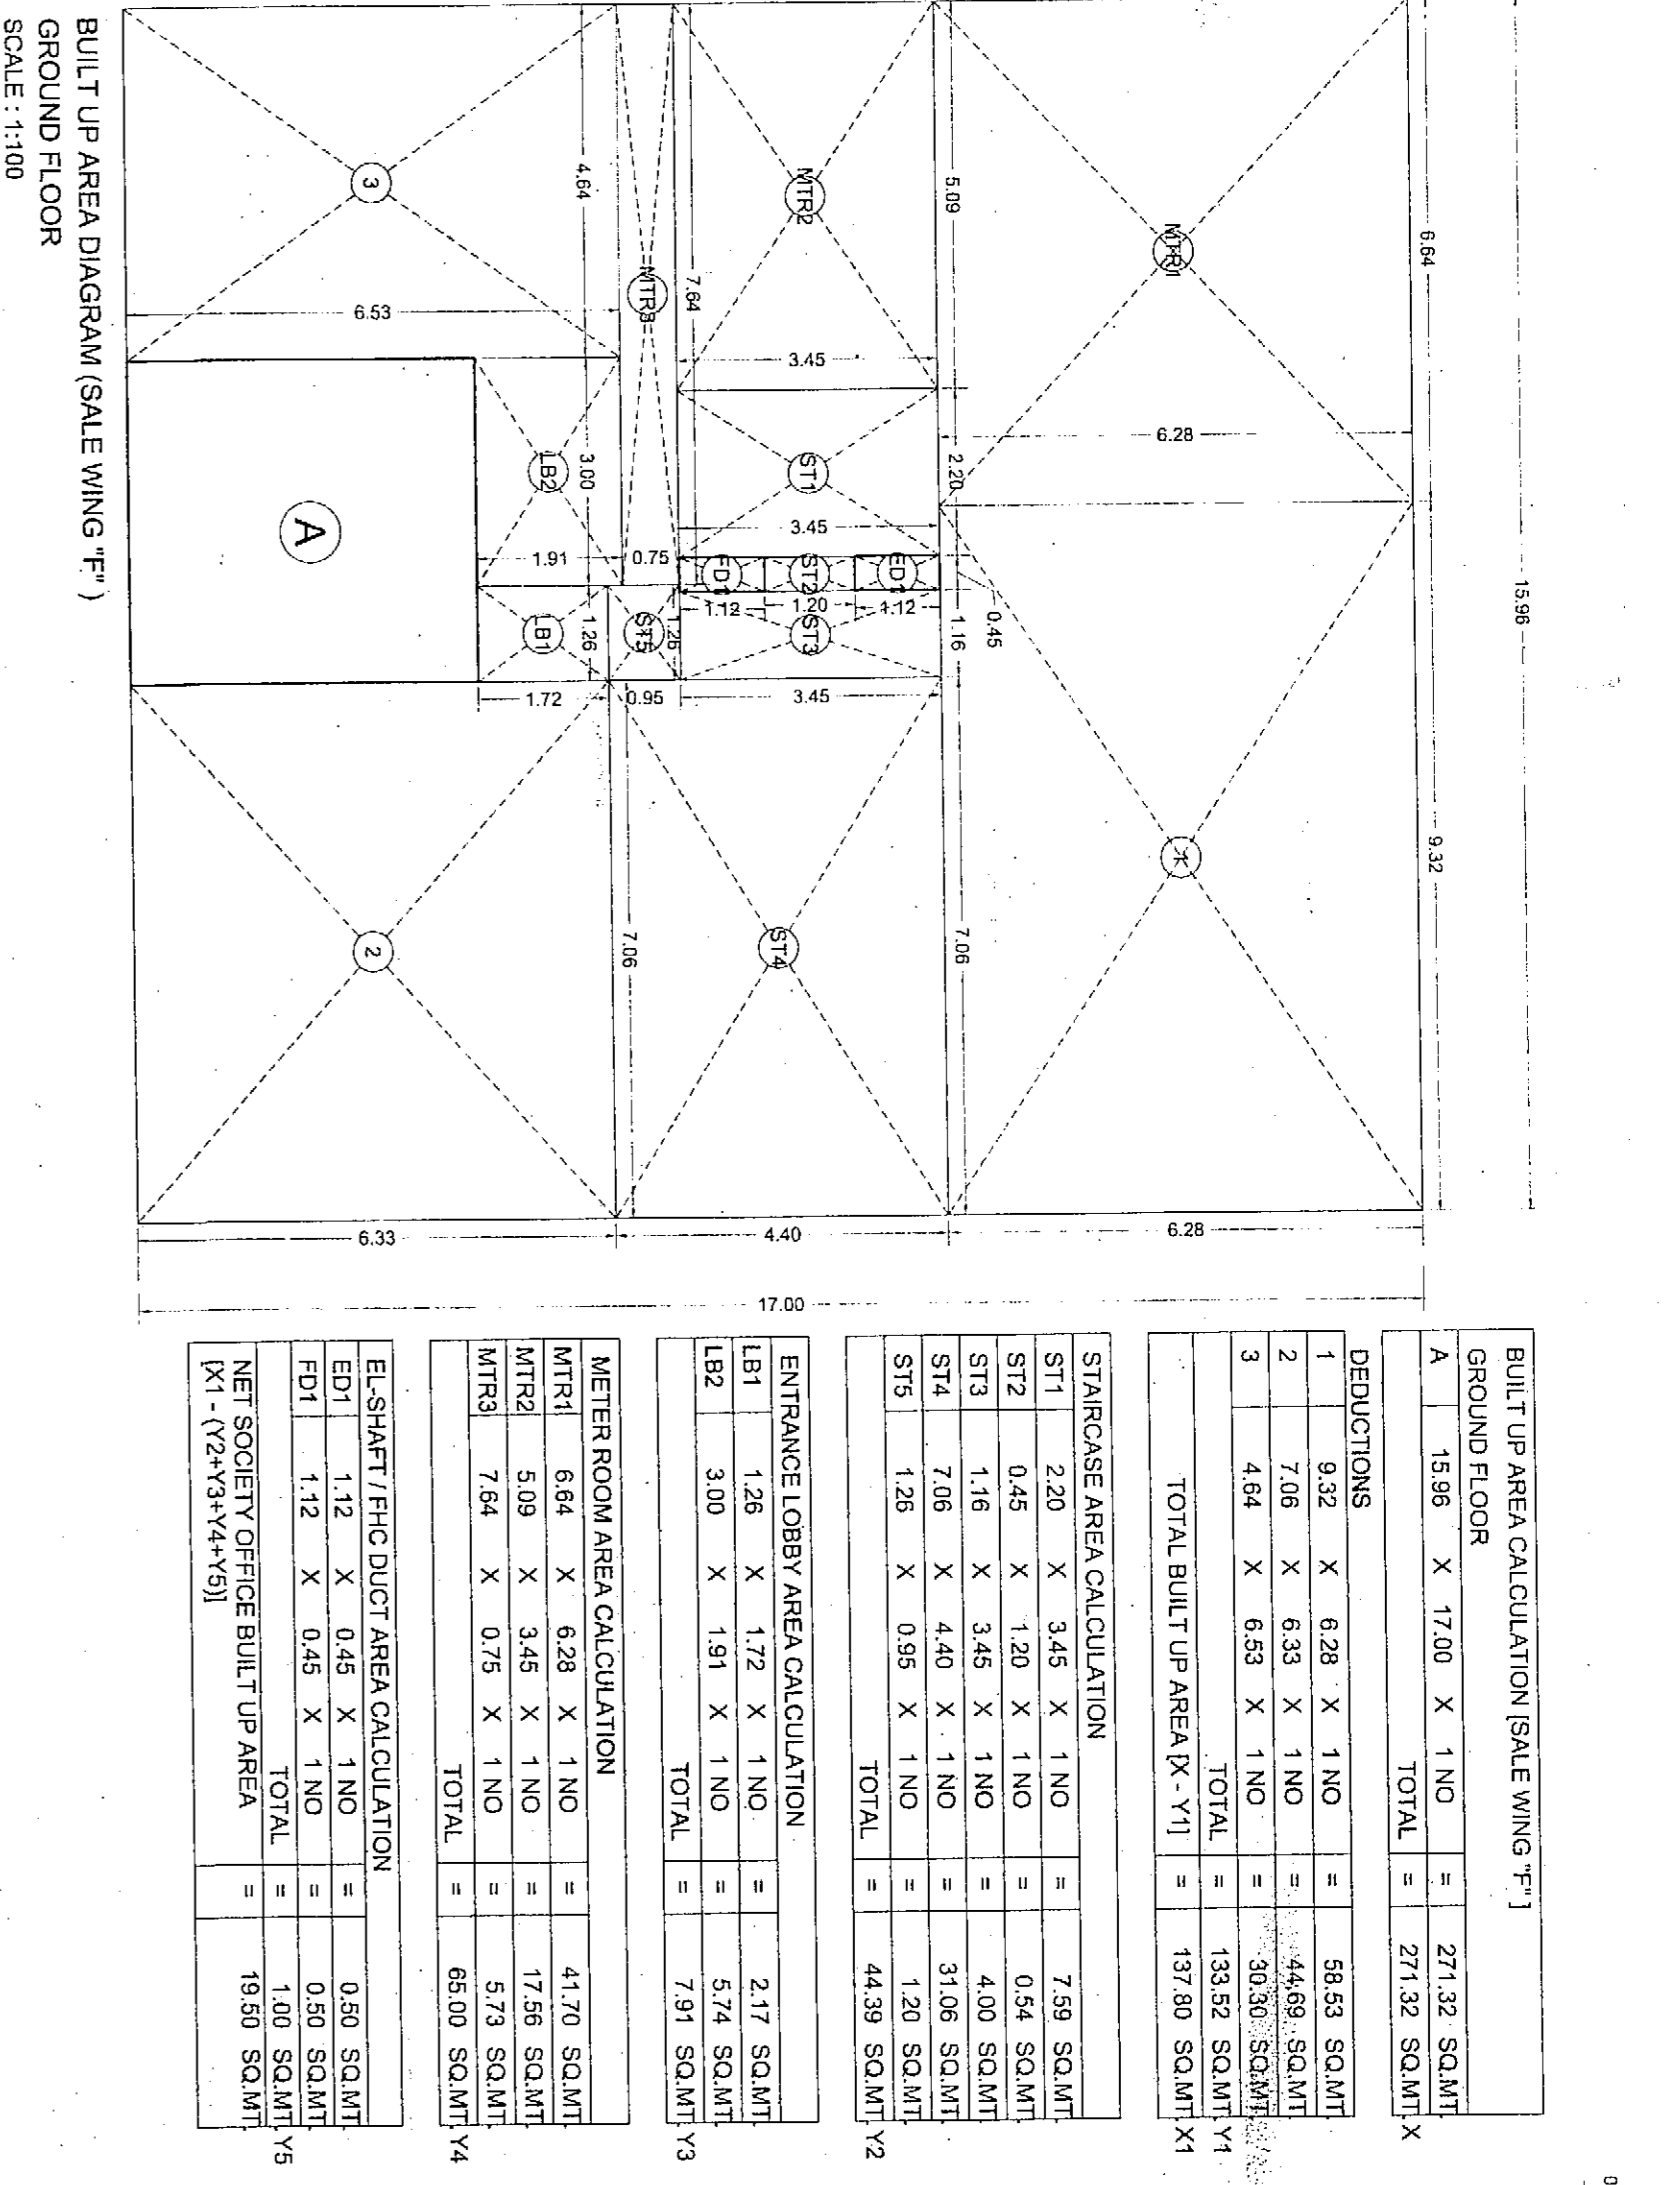 BUILT UP AREA DIAGRAM (SALE WING "F")
GROUND FLOOR
SCALE : 1:100
15.96
6.64
9.32
MTR1
6.28
5.09
2.20
0.45
1.16
7.06
MTR2
3.45
ST1
3.45
ED1
ST2
FD1
1.12
1.20
1.12
ST3
3.45
ST4
7.64
MTR3
0.75
1.26
ST5
0.95
7.06
4.64
3.00
1.26
LB2
1.91
LB1
1.72
3
6.53
A
2
6.33
4.40
6.28
17.00
BUILT UP AREA CALCULATION [SALE WING "F"]
GROUND FLOOR
A 15.96 X 17.00 X 1 NO = 271.32 SQ.MT.
TOTAL = 271.32 SQ.MT. X
DEDUCTIONS
1 9.32 X 6.28 X 1 NO = 58.53 SQ.MT.
2 7.06 X 6.33 X 1 NO = 44.69 SQ.MT.
3 4.64 X 6.53 X 1 NO = 30.30 SQ.MT.
TOTAL = 133.52 SQ.MT. Y1
TOTAL BUILT UP AREA [X - Y1] = 137.80 SQ.MT. X1
STAIRCASE AREA CALCULATION
ST1 2.20 X 3.45 X 1 NO = 7.59 SQ.MT.
ST2 0.45 X 1.20 X 1 NO = 0.54 SQ.MT.
ST3 1.16 X 3.45 X 1 NO = 4.00 SQ.MT.
ST4 7.06 X 4.40 X 1 NO = 31.06 SQ.MT.
ST5 1.26 X 0.95 X 1 NO = 1.20 SQ.MT.
TOTAL = 44.39 SQ.MT. Y2
ENTRANCE LOBBY AREA CALCULATION
LB1 1.26 X 1.72 X 1 NO = 2.17 SQ.MT.
LB2 3.00 X 1.91 X 1 NO = 5.74 SQ.MT.
TOTAL = 7.91 SQ.MT. Y3
METER ROOM AREA CALCULATION
MTR1 6.64 X 6.28 X 1 NO = 41.70 SQ.MT.
MTR2 5.09 X 3.45 X 1 NO = 17.56 SQ.MT.
MTR3 7.64 X 0.75 X 1 NO = 5.73 SQ.MT.
TOTAL = 65.00 SQ.MT. Y4
EL-SHAFT / FHC DUCT AREA CALCULATION
ED1 1.12 X 0.45 X 1 NO = 0.50 SQ.MT.
FD1 1.12 X 0.45 X 1 NO = 0.50 SQ.MT.
TOTAL = 1.00 SQ.MT. Y5
NET SOCIETY OFFICE BUILT UP AREA = 19.50 SQ.MT.
[X1 - (Y2+Y3+Y4+Y5)]